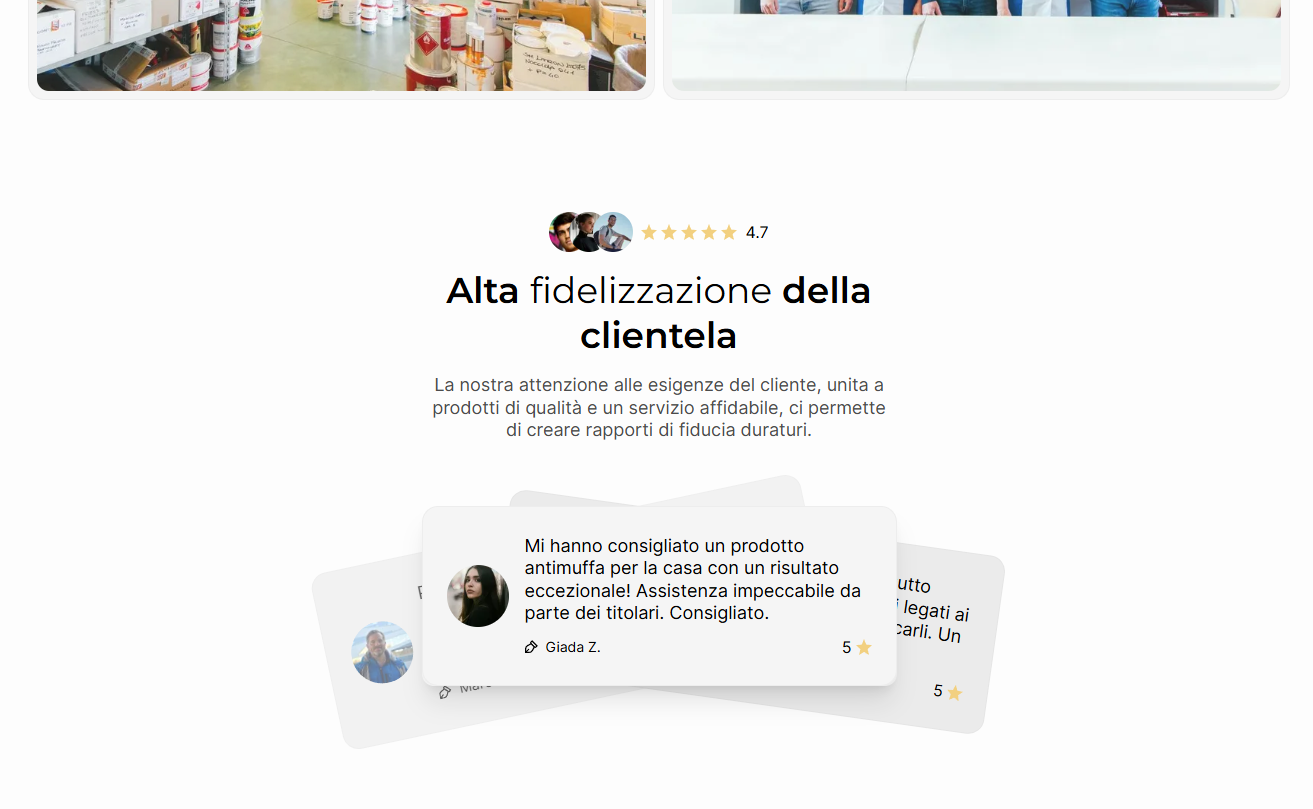 4.7
Alta fidelizzazione della
clientela
La nostra attenzione alle esigenze del cliente, unita a
prodotti di qualità e un servizio affidabile, ci permette
di creare rapporti di fiducia duraturi.
Mi hanno consigliato un prodotto
antimuffa per la casa con un risultato
eccezionale! Assistenza impeccabile da
parte dei titolari. Consigliato.
Giada Z.
5
utto
legati ai
carli. Un
5